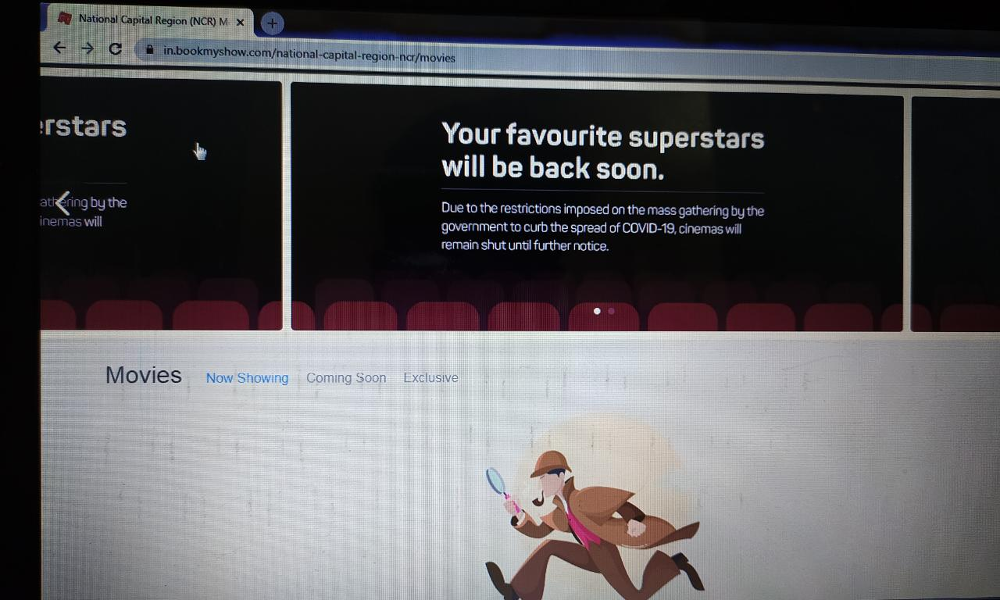 National Capital Region (NCR) M
in.bookmyshow.com/national-capital-region-ncr/movies
erstars
athering by the
inemas will
Your favourite superstars
will be back soon.
Due to the restrictions imposed on the mass gathering by the
government to curb the spread of COVID-19, cinemas will
remain shut until further notice.
Movies Now Showing Coming Soon Exclusive